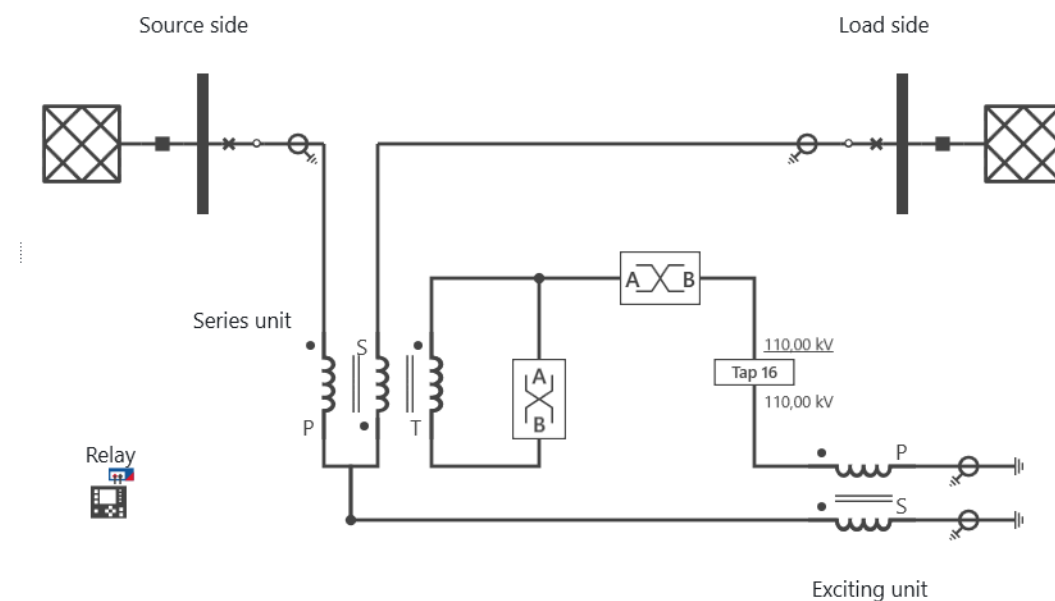 Source side
Load side
A B
Series unit
S
110,00 kV
Tap 16
A
B
110,00 kV
P
T
Relay
P
S
Exciting unit